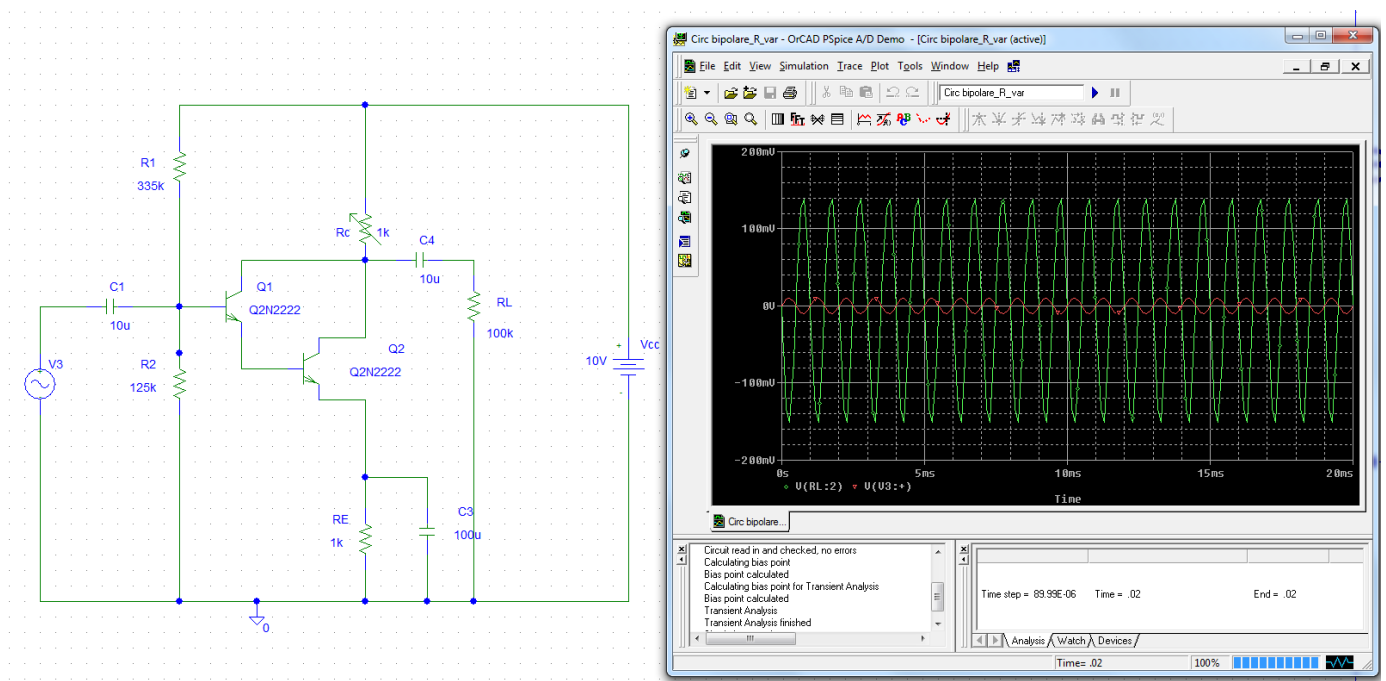 R1
335k
Rc 1k
C4
10u
C1
10u
Q1
Q2N2222
RL
100k
Q2
Q2N2222
V3
R2
125k
Vcc
10V
+
-
RE
1k
C3
100u
0
Circ bipolare_R_var - OrCAD PSpice A/D Demo - [Circ bipolare_R_var (active)]
File Edit View Simulation Trace Plot Tools Window Help
Circ bipolare_R_var
FFT
200mV
100mV
0V
-100mV
-200mV
0s 5ms 10ms 15ms 20ms
V(RL:2) V(V3:+)
Time
Circ bipolare...
Circuit read in and checked, no errors
Calculating bias point
Bias point calculated
Calculating bias point for Transient Analysis
Bias point calculated
Transient Analysis
Transient Analysis finished
Time step = 89.99E-06 Time = .02 End = .02
Analysis Watch Devices
Time= .02 100%